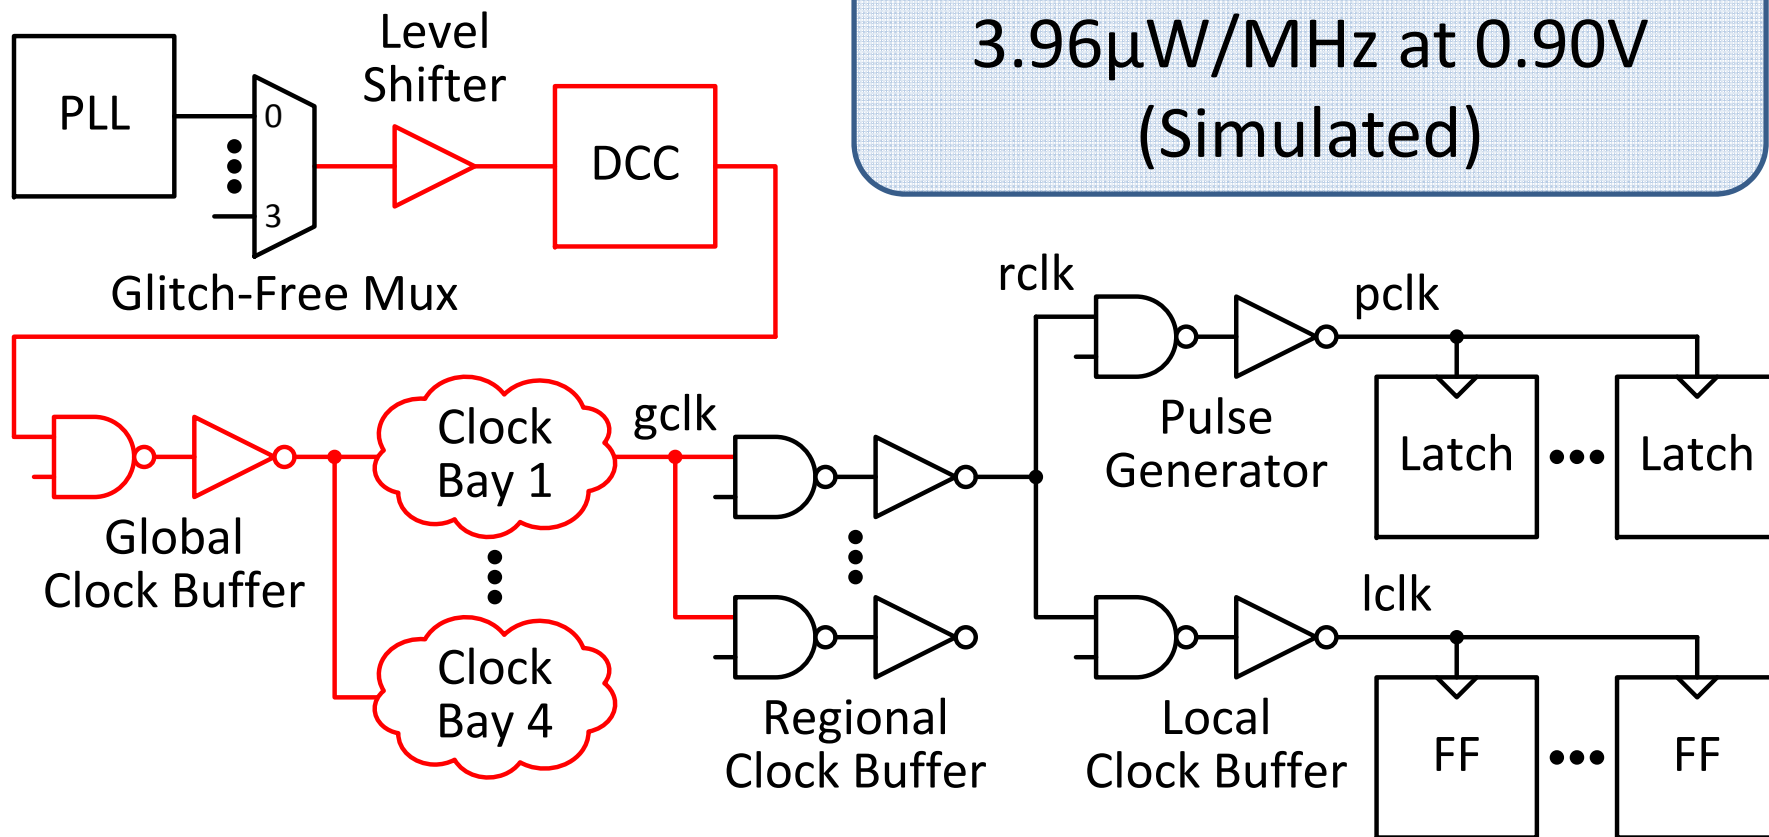 3.96µW/MHz at 0.90V
(Simulated)
Level
Shifter
PLL
0
3
DCC
Glitch-Free Mux
rclk
pclk
Pulse
Generator
Latch
Latch
Clock
Bay 1
gclk
Global
Clock Buffer
Clock
Bay 4
Regional
Clock Buffer
Local
Clock Buffer
lclk
FF
FF